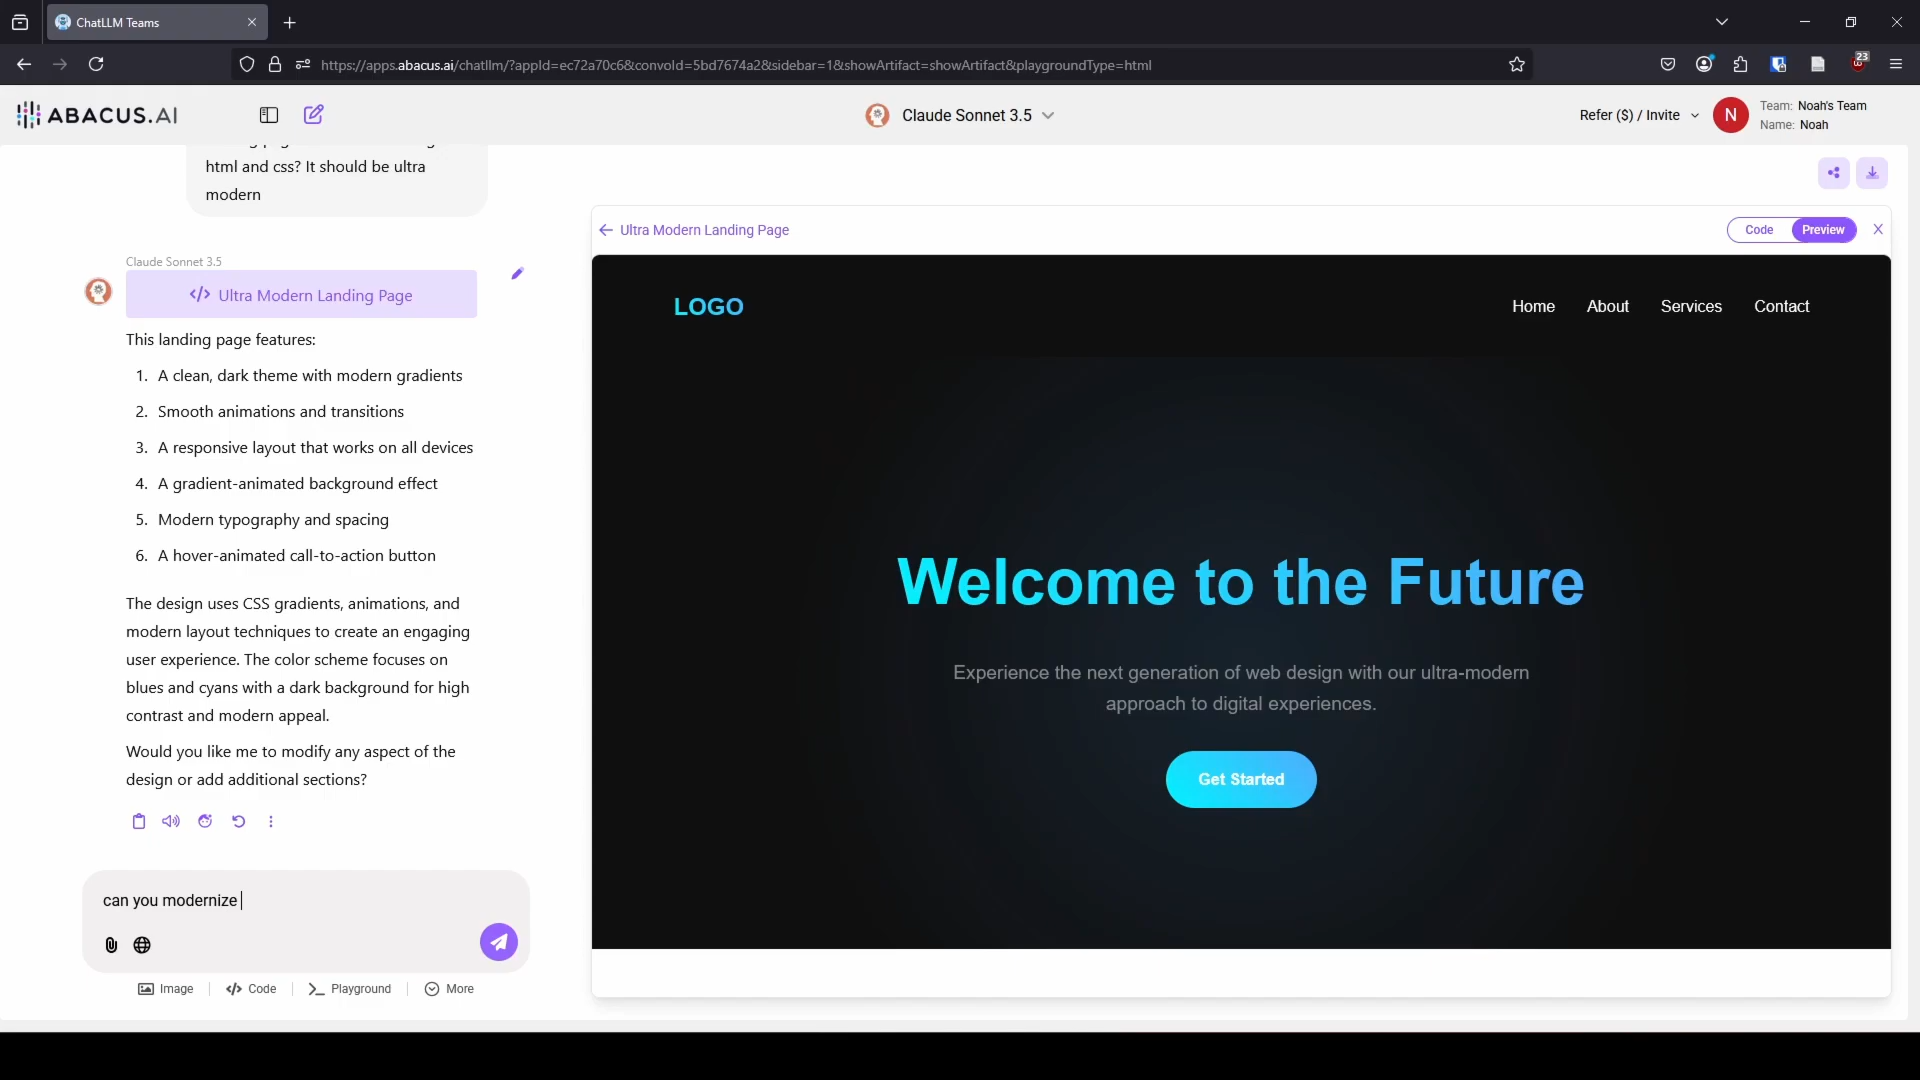 ChatLLM Teams
https://apps.abacus.ai/chatllm/?appId=ec72a70c6&convoId=5bd7674a2&sidebar=1&showArtifact=showArtifact&playgroundType=html
23
ABACUS.AI
Claude Sonnet 3.5
Refer ($) / Invite
N
Team: Noah's Team
Name: Noah
html and css? It should be ultra
modern
Claude Sonnet 3.5
</> Ultra Modern Landing Page
This landing page features:
1. A clean, dark theme with modern gradients
2. Smooth animations and transitions
3. A responsive layout that works on all devices
4. A gradient-animated background effect
5. Modern typography and spacing
6. A hover-animated call-to-action button
The design uses CSS gradients, animations, and
modern layout techniques to create an engaging
user experience. The color scheme focuses on
blues and cyans with a dark background for high
contrast and modern appeal.
Would you like me to modify any aspect of the
design or add additional sections?
can you modernize
Image
Code
Playground
More
Ultra Modern Landing Page
Code
Preview
X
LOGO
Home
About
Services
Contact
Welcome to the Future
Experience the next generation of web design with our ultra-modern
approach to digital experiences.
Get Started